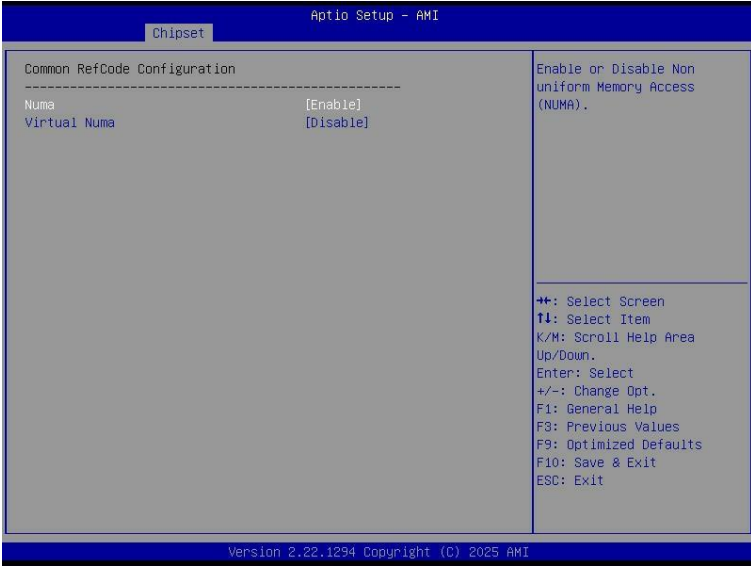 Aptio Setup – AMI
Chipset
Common RefCode Configuration
--------------------------------------------------
Numa [Enable]
Virtual Numa [Disable]
Enable or Disable Non
uniform Memory Access
(NUMA).
→←: Select Screen
↑↓: Select Item
K/M: Scroll Help Area
Up/Down.
Enter: Select
+/-: Change Opt.
F1: General Help
F3: Previous Values
F9: Optimized Defaults
F10: Save & Exit
ESC: Exit
Version 2.22.1294 Copyright (C) 2025 AMI